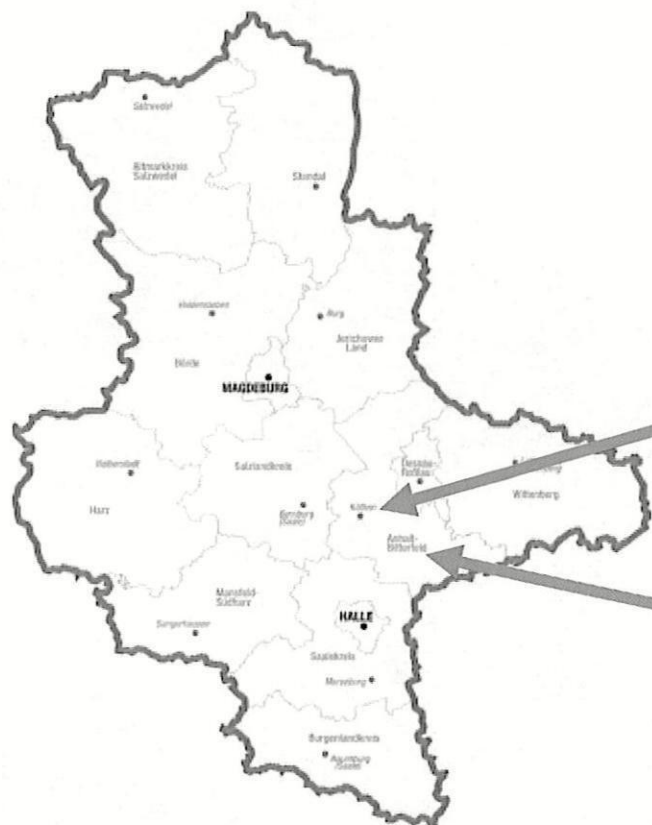 Salzwedel
Altmarkkreis
Salzwedel
Stendal
Haldensleben
Burg
Jerichower
Land
Börde
MAGDEBURG
Halberstadt
Salzlandkreis
Dessau-
Roßlau
Wittenberg
Harz
Bernburg
(Saale)
Köthen
Anhalt-
Bitterfeld
Mansfeld-
Südharz
Sangerhausen
HALLE
Saalekreis
Merseburg
Burgenlandkreis
Naumburg
(Saale)